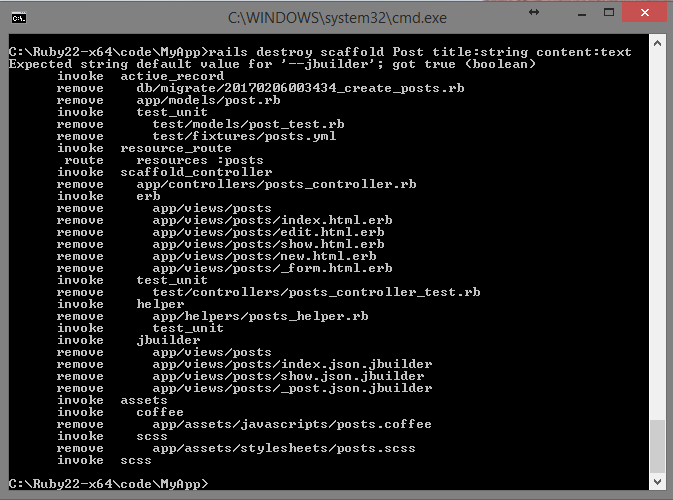 C:\WINDOWS\system32\cmd.exe
C:\Ruby22-x64\code\MyApp>rails destroy scaffold Post title:string content:text
Expected string default value for '--jbuilder'; got true (boolean)
      invoke  active_record
      remove    db/migrate/20170206003434_create_posts.rb
      remove    app/models/post.rb
      invoke    test_unit
      remove      test/models/post_test.rb
      remove      test/fixtures/posts.yml
      invoke  resource_route
       route    resources :posts
      invoke  scaffold_controller
      remove    app/controllers/posts_controller.rb
      invoke    erb
      remove      app/views/posts
      remove      app/views/posts/index.html.erb
      remove      app/views/posts/edit.html.erb
      remove      app/views/posts/show.html.erb
      remove      app/views/posts/new.html.erb
      remove      app/views/posts/_form.html.erb
      invoke    test_unit
      remove      test/controllers/posts_controller_test.rb
      invoke    helper
      remove      app/helpers/posts_helper.rb
      invoke      test_unit
      invoke    jbuilder
      remove      app/views/posts
      remove      app/views/posts/index.json.jbuilder
      remove      app/views/posts/show.json.jbuilder
      remove      app/views/posts/_post.json.jbuilder
      invoke  assets
      invoke    coffee
      remove      app/assets/javascripts/posts.coffee
      invoke    scss
      remove      app/assets/stylesheets/posts.scss
      invoke  scss
C:\Ruby22-x64\code\MyApp>